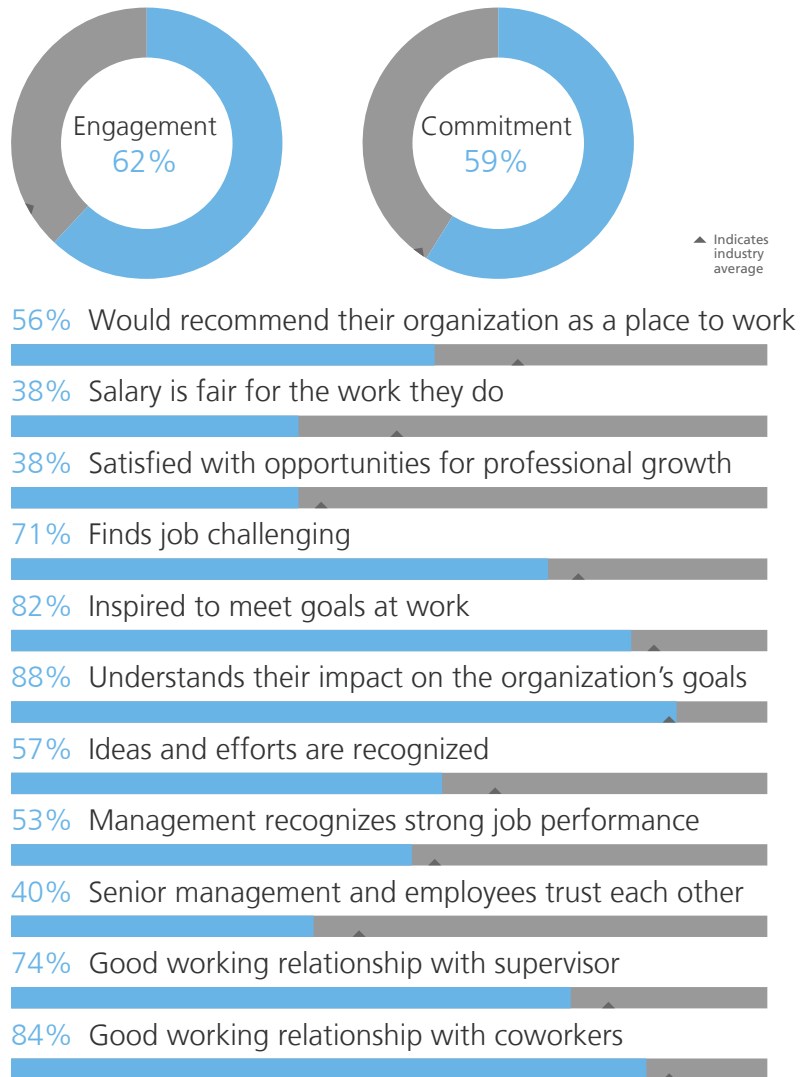 Engagement
62%
Commitment
59%
Indicates
industry
average
56% Would recommend their organization as a place to work
38% Salary is fair for the work they do
38% Satisfied with opportunities for professional growth
71% Finds job challenging
82% Inspired to meet goals at work
88% Understands their impact on the organization’s goals
57% Ideas and efforts are recognized
53% Management recognizes strong job performance
40% Senior management and employees trust each other
74% Good working relationship with supervisor
84% Good working relationship with coworkers